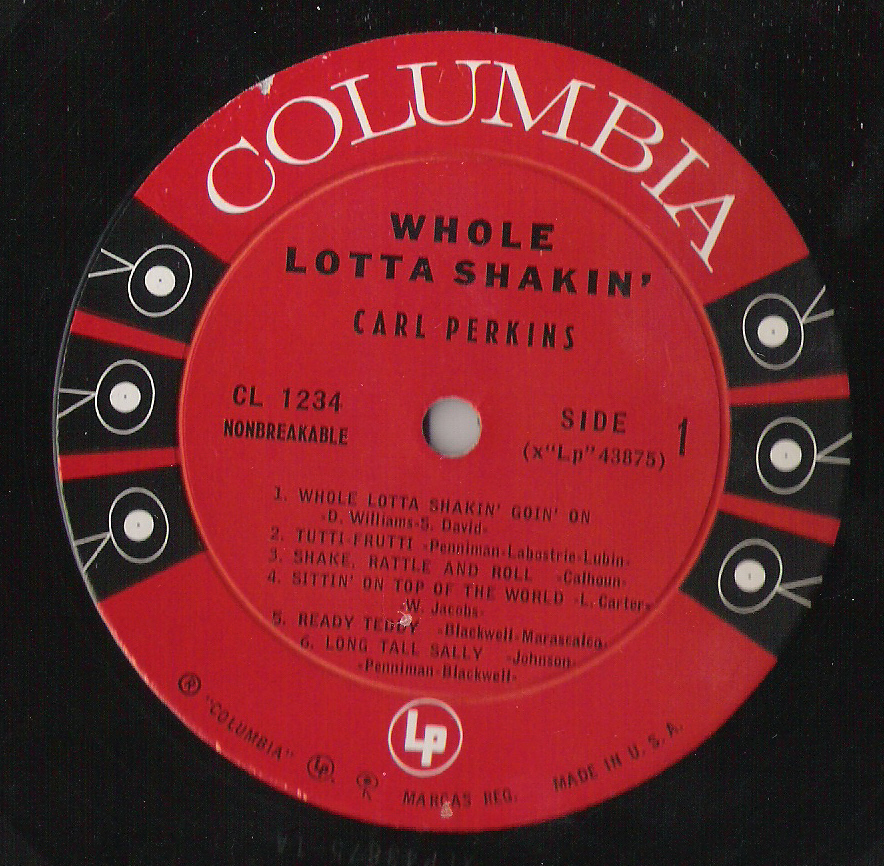 COLUMBIA
WHOLE
LOTTA SHAKIN'
CARL PERKINS
CL 1234
NONBREAKABLE
SIDE 1
(x"Lp" 43875)
1. WHOLE LOTTA SHAKIN' GOIN' ON
-D. Williams-S. David-
2. TUTTI-FRUTTI -Penniman-Labostrie-Lubin-
3. SHAKE, RATTLE AND ROLL -Calhoun-
4. SITTIN' ON TOP OF THE WORLD -L. Carter-
W. Jacobs-
5. READY TEDDY -Blackwell-Marascalco-
6. LONG TALL SALLY -Johnson-
-Penniman-Blackwell-
Lp
® "COLUMBIA" Lp MARCAS REG. MADE IN U. S. A.